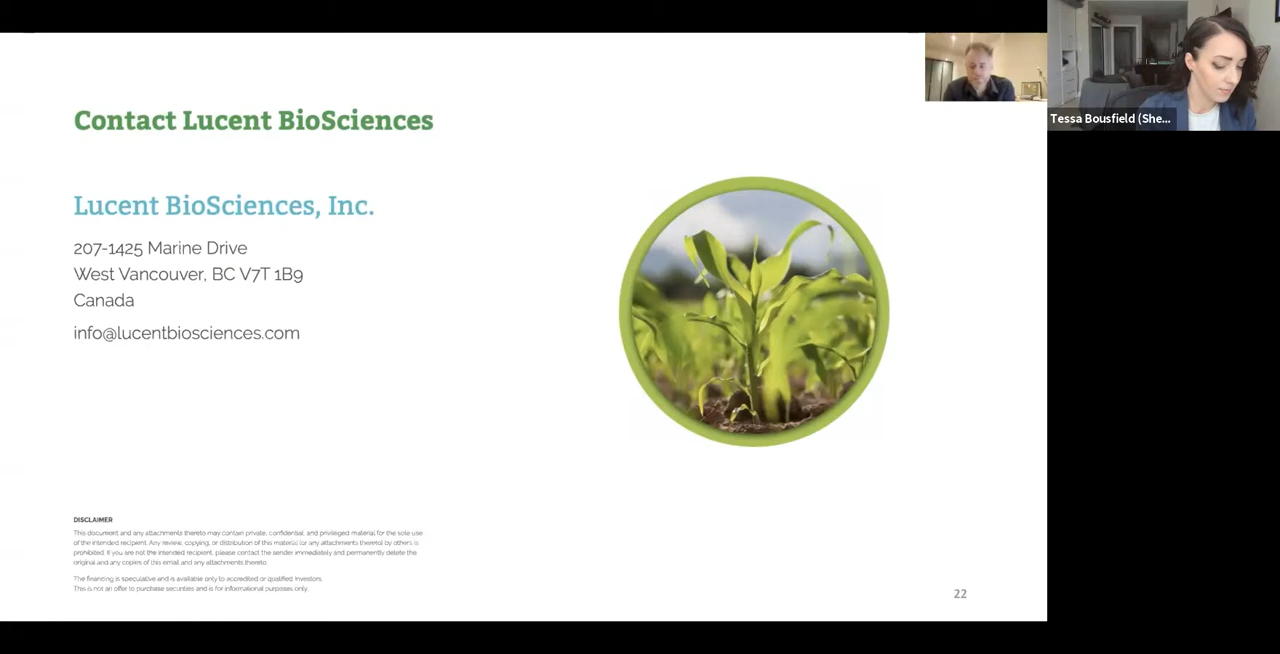 Contact Lucent BioSciences
Lucent BioSciences, Inc.
207-1425 Marine Drive
West Vancouver, BC V7T 1B9
Canada
info@lucentbiosciences.com
DISCLAIMER
This document and any attachments thereto may contain private, confidential, and privileged material for the sole use
of the intended recipient. Any review, copying, or distribution of this material (or any attachments thereto) by others is
prohibited. If you are not the intended recipient, please contact the sender immediately and permanently delete the
original and any copies of this email and any attachments thereto.
The financing is speculative and is available only to accredited or qualified investors.
This is not an offer to purchase securities and is for informational purposes only.
22
Tessa Bousfield (She...